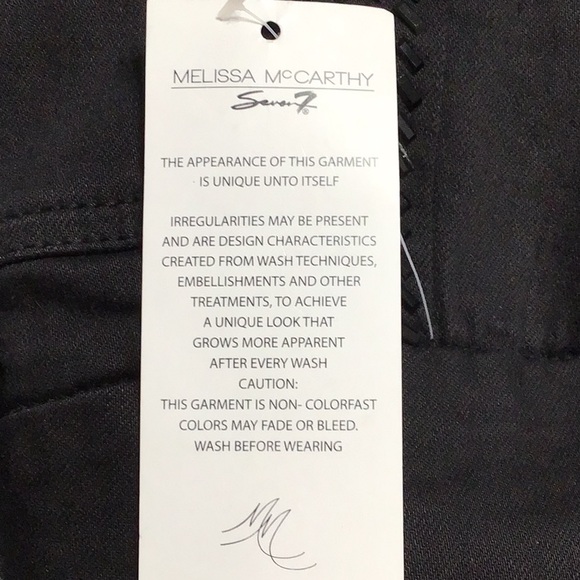 MELISSA McCARTHY
Seven7®
THE APPEARANCE OF THIS GARMENT
IS UNIQUE UNTO ITSELF
IRREGULARITIES MAY BE PRESENT
AND ARE DESIGN CHARACTERISTICS
CREATED FROM WASH TECHNIQUES,
EMBELLISHMENTS AND OTHER
TREATMENTS, TO ACHIEVE
A UNIQUE LOOK THAT
GROWS MORE APPARENT
AFTER EVERY WASH
CAUTION:
THIS GARMENT IS NON- COLORFAST
COLORS MAY FADE OR BLEED.
WASH BEFORE WEARING
MM